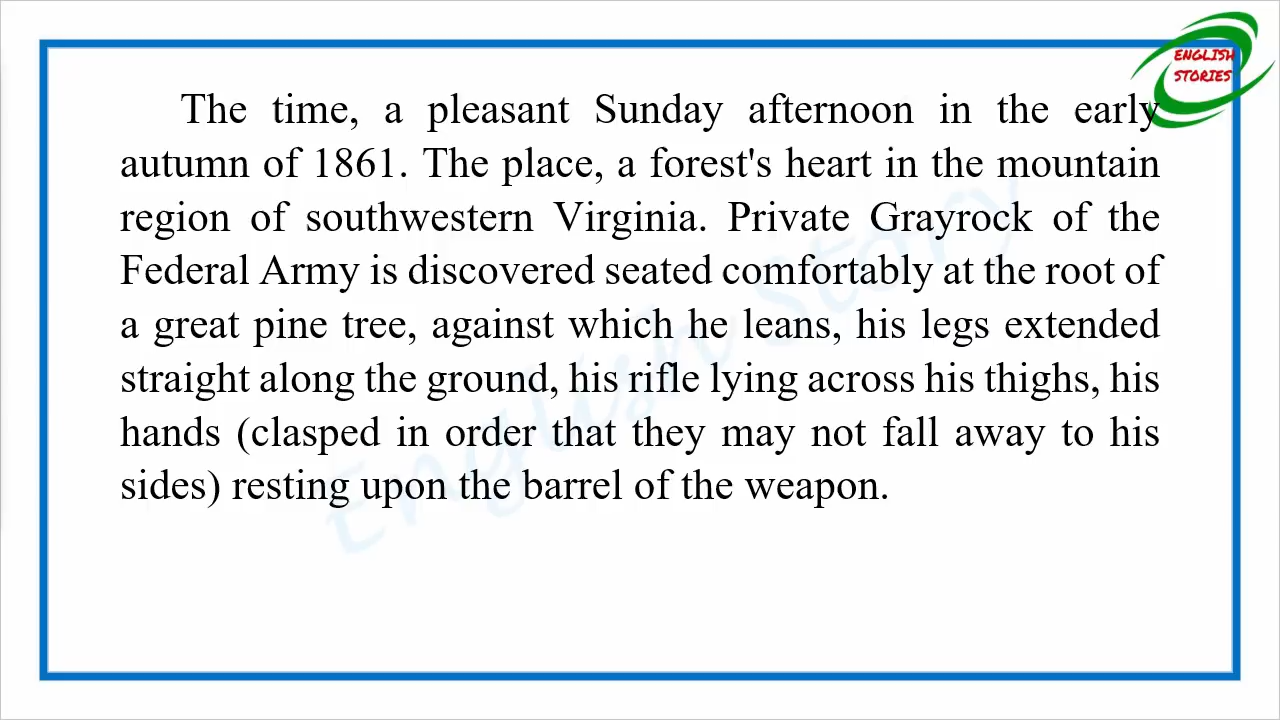 ENGLISH
STORIES
The time, a pleasant Sunday afternoon in the early
autumn of 1861. The place, a forest's heart in the mountain
region of southwestern Virginia. Private Grayrock of the
Federal Army is discovered seated comfortably at the root of
a great pine tree, against which he leans, his legs extended
straight along the ground, his rifle lying across his thighs, his
hands (clasped in order that they may not fall away to his
sides) resting upon the barrel of the weapon.
English Story